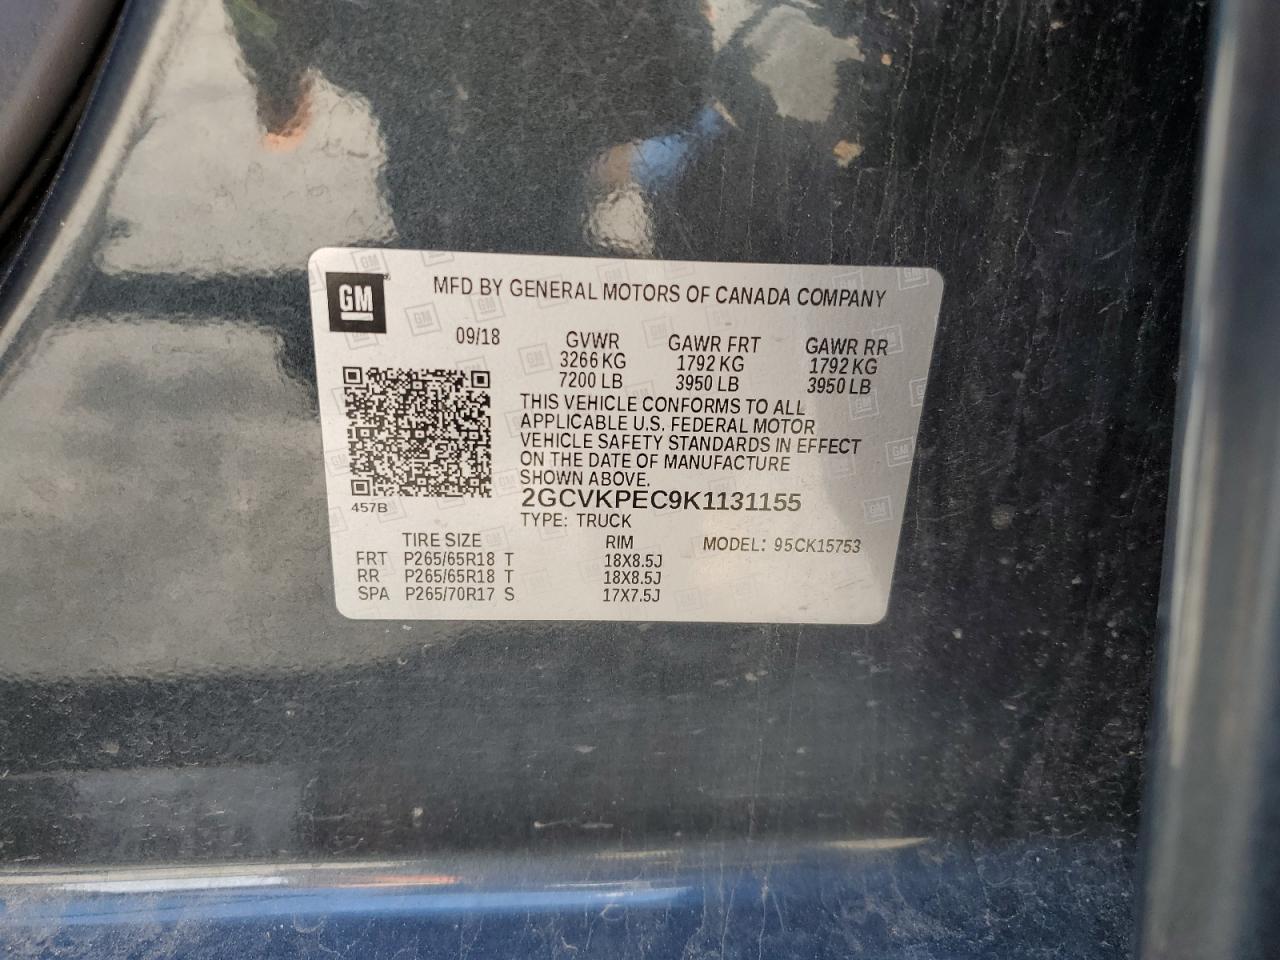 GM
MFD BY GENERAL MOTORS OF CANADA COMPANY
09/18
GVWR GAWR FRT GAWR RR
3266 KG 1792 KG 1792 KG
7200 LB 3950 LB 3950 LB
THIS VEHICLE CONFORMS TO ALL
APPLICABLE U.S. FEDERAL MOTOR
VEHICLE SAFETY STANDARDS IN EFFECT
ON THE DATE OF MANUFACTURE
SHOWN ABOVE.
457B
2GCVKPEC9K1131155
TYPE: TRUCK
TIRE SIZE RIM MODEL: 95CK15753
FRT P265/65R18 T 18X8.5J
RR P265/65R18 T 18X8.5J
SPA P265/70R17 S 17X7.5J